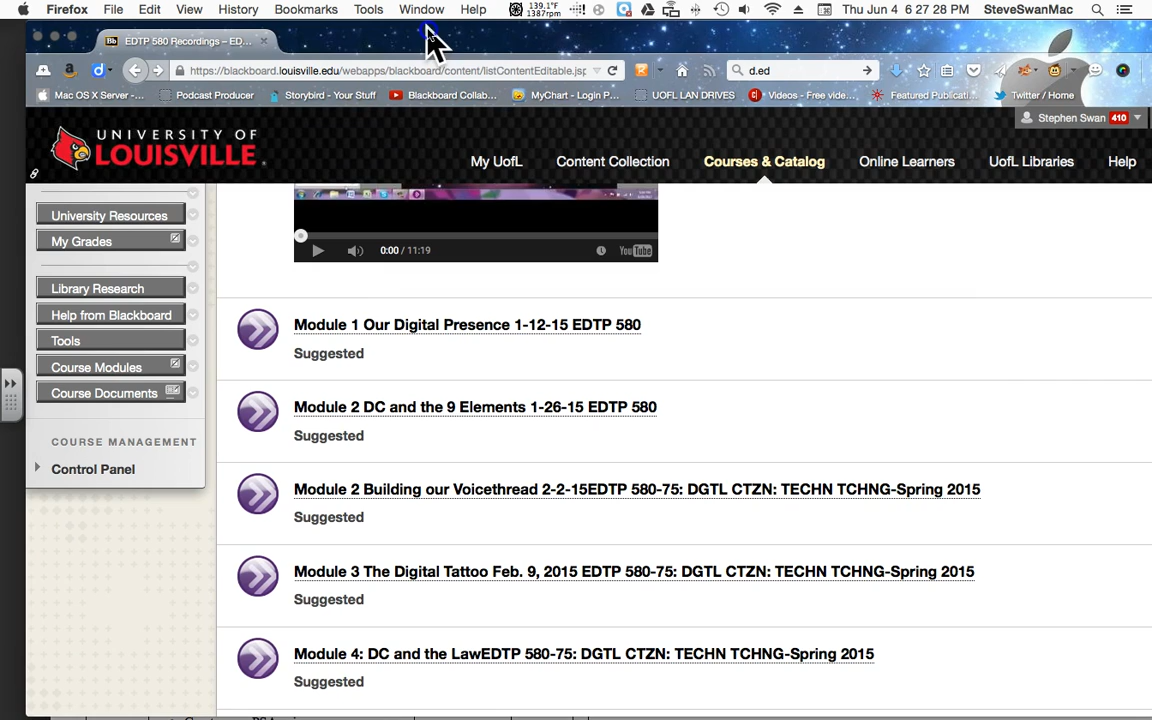 Firefox File Edit View History Bookmarks Tools Window Help 139.1°F 1387rpm Thu Jun 4 6 27 28 PM SteveSwanMac
Bb EDTP 580 Recordings – ED...
https://blackboard.louisville.edu/webapps/blackboard/content/listContentEditable.jsp d.ed
Mac OS X Server -... Podcast Producer Storybird - Your Stuff Blackboard Collab... MyChart - Login P... UOFL LAN DRIVES Videos - Free vide... Featured Publicati... Twitter / Home
Stephen Swan 410
UNIVERSITY OF
LOUISVILLE.
My UofL Content Collection Courses & Catalog Online Learners UofL Libraries Help
University Resources
My Grades
Library Research
Help from Blackboard
Tools
Course Modules
Course Documents
COURSE MANAGEMENT
Control Panel
0:00 / 11:19 YouTube
Module 1 Our Digital Presence 1-12-15 EDTP 580
Suggested
Module 2 DC and the 9 Elements 1-26-15 EDTP 580
Suggested
Module 2 Building our Voicethread 2-2-15EDTP 580-75: DGTL CTZN: TECHN TCHNG-Spring 2015
Suggested
Module 3 The Digital Tattoo Feb. 9, 2015 EDTP 580-75: DGTL CTZN: TECHN TCHNG-Spring 2015
Suggested
Module 4: DC and the LawEDTP 580-75: DGTL CTZN: TECHN TCHNG-Spring 2015
Suggested